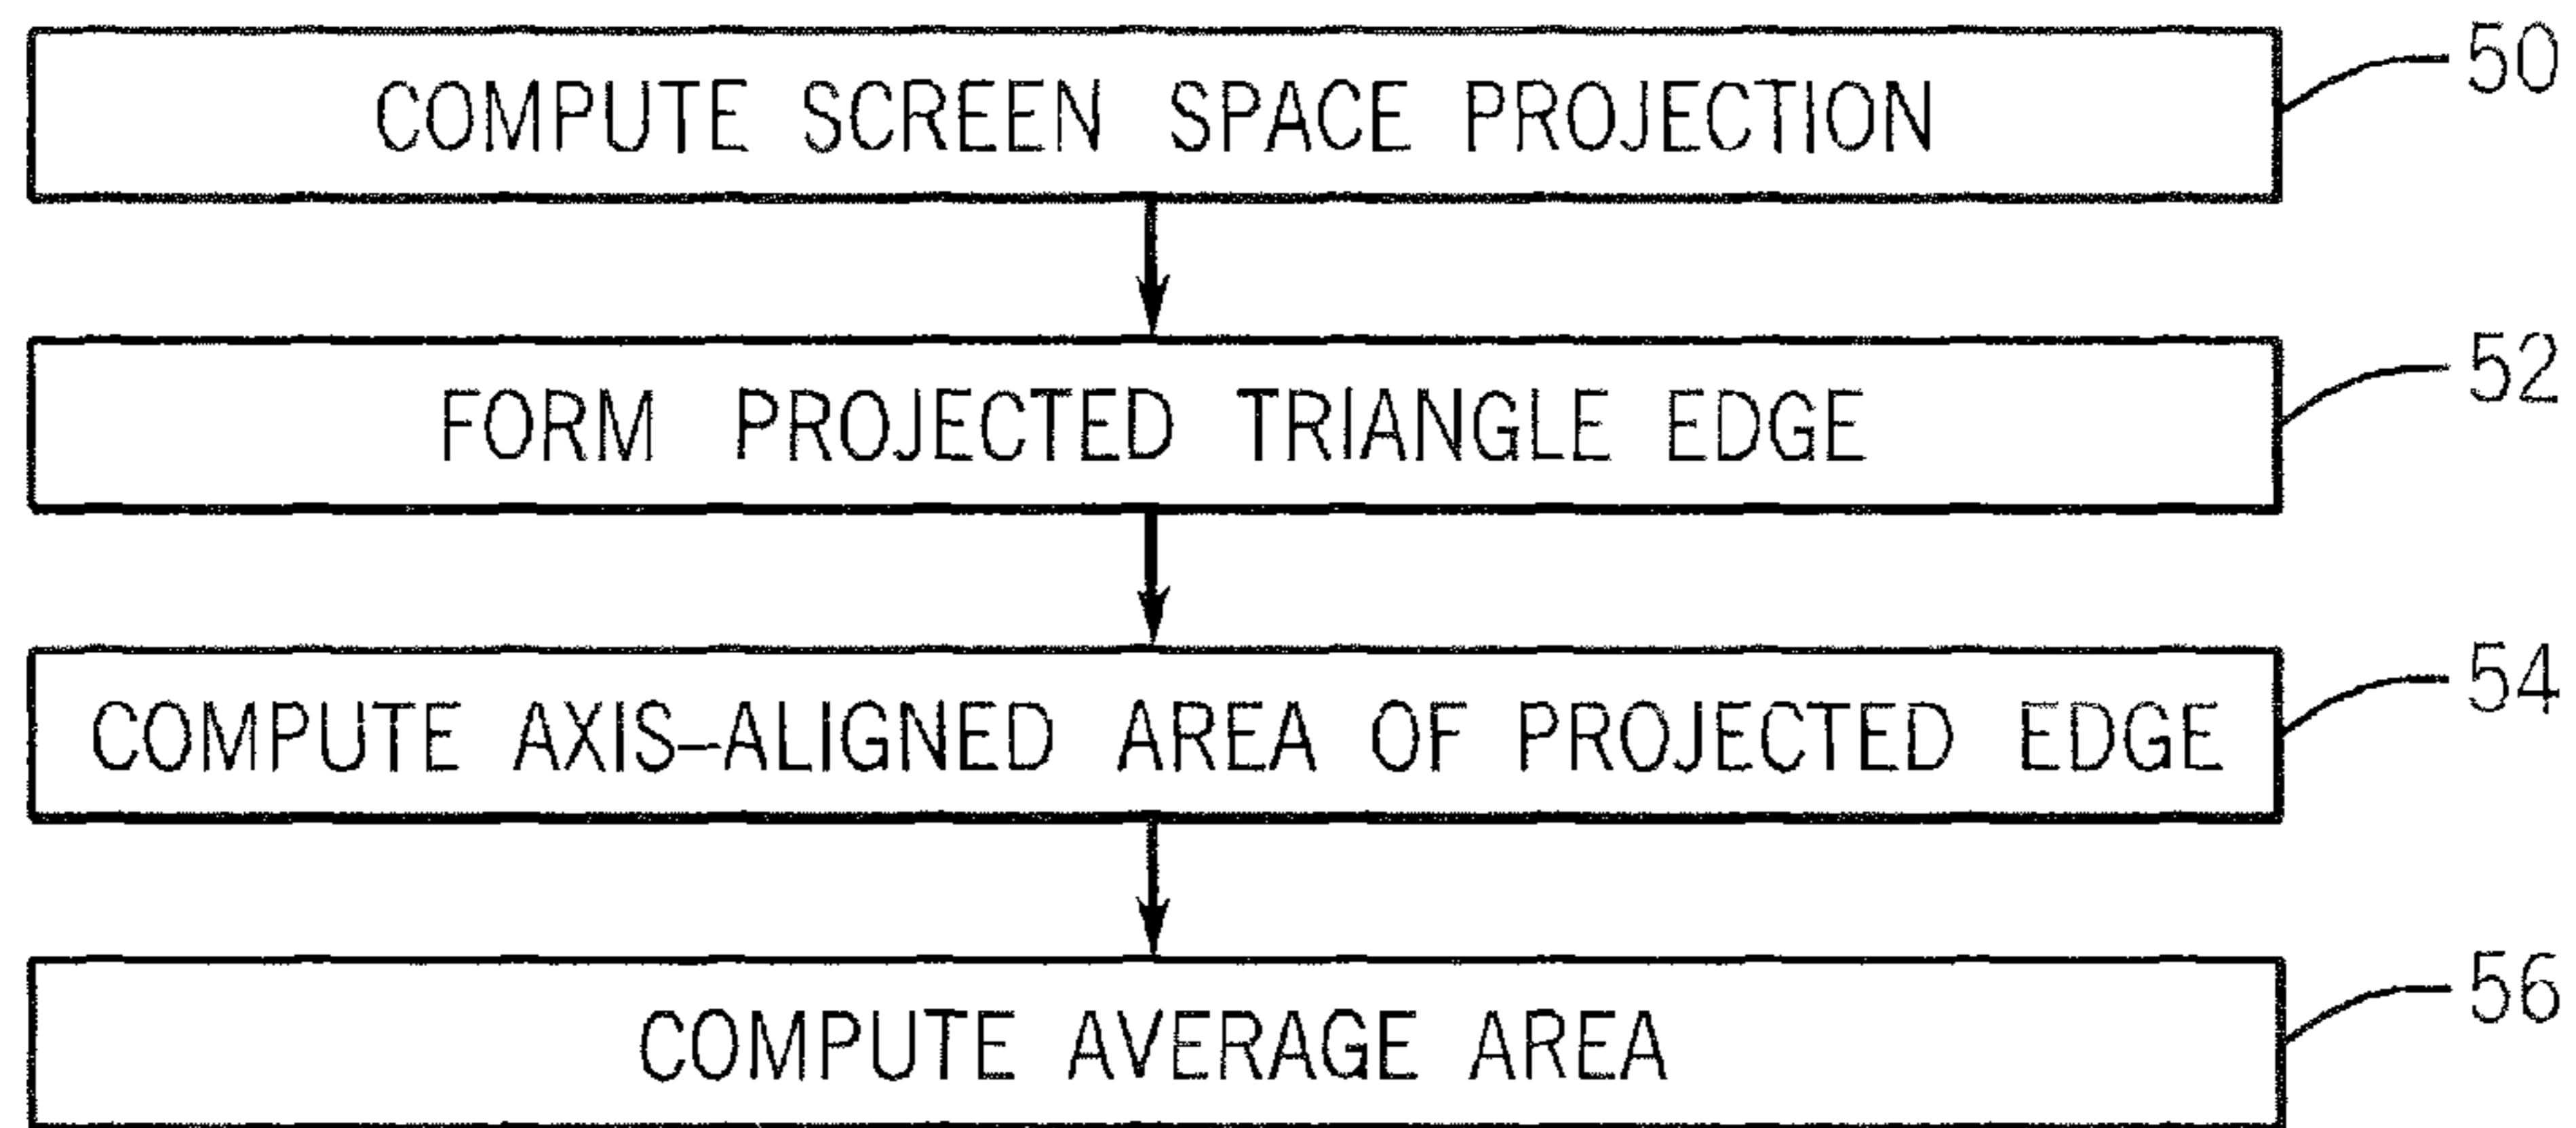 COMPUTE SCREEN SPACE PROJECTION
50
FORM PROJECTED TRIANGLE EDGE
52
COMPUTE AXIS–ALIGNED AREA OF PROJECTED EDGE
54
COMPUTE AVERAGE AREA
56